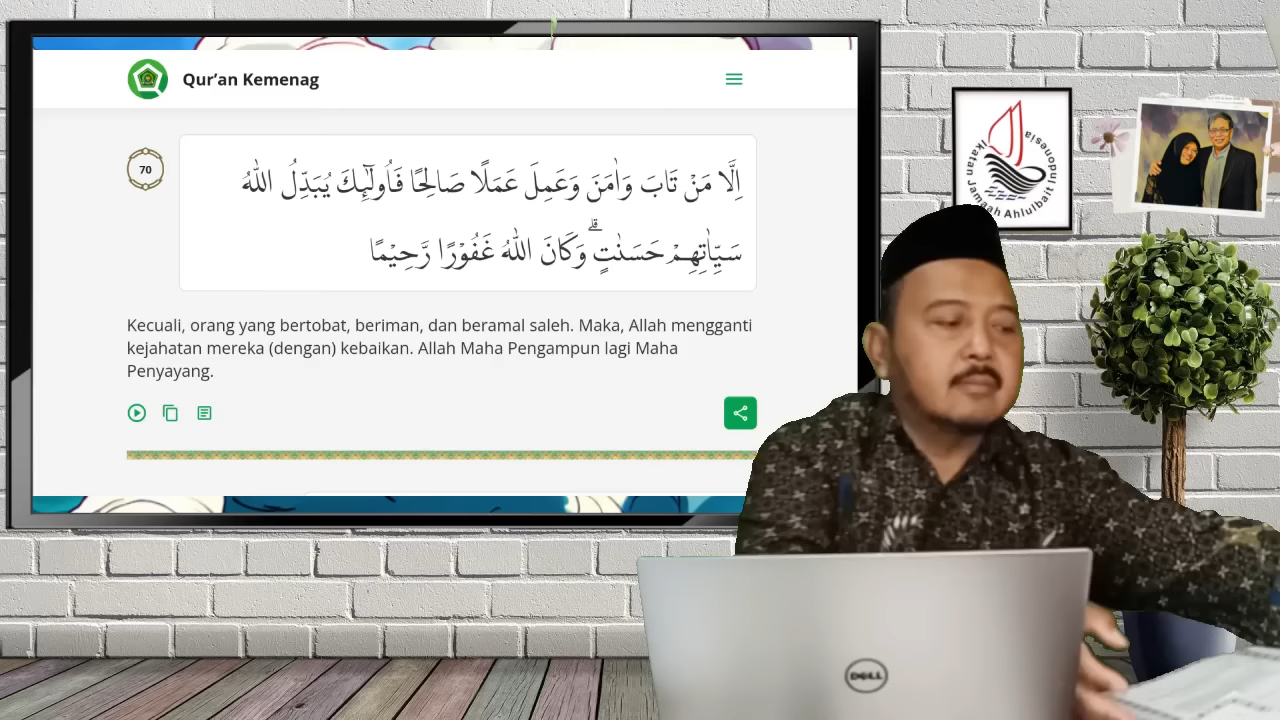 Qur'an Kemenag
70
اِلَّا مَنْ تَابَ وَاٰمَنَ وَعَمِلَ عَمَلًا صَالِحًا فَاُولٰۤىِٕكَ يُبَدِّلُ اللّٰهُ
سَيِّاٰتِهِمْ حَسَنٰتٍۗ وَكَانَ اللّٰهُ غَفُوْرًا رَّحِيْمًا
Kecuali, orang yang bertobat, beriman, dan beramal saleh. Maka, Allah mengganti
kejahatan mereka (dengan) kebaikan. Allah Maha Pengampun lagi Maha
Penyayang.
Ikatan Jamaah Ahlulbait Indonesia
DELL